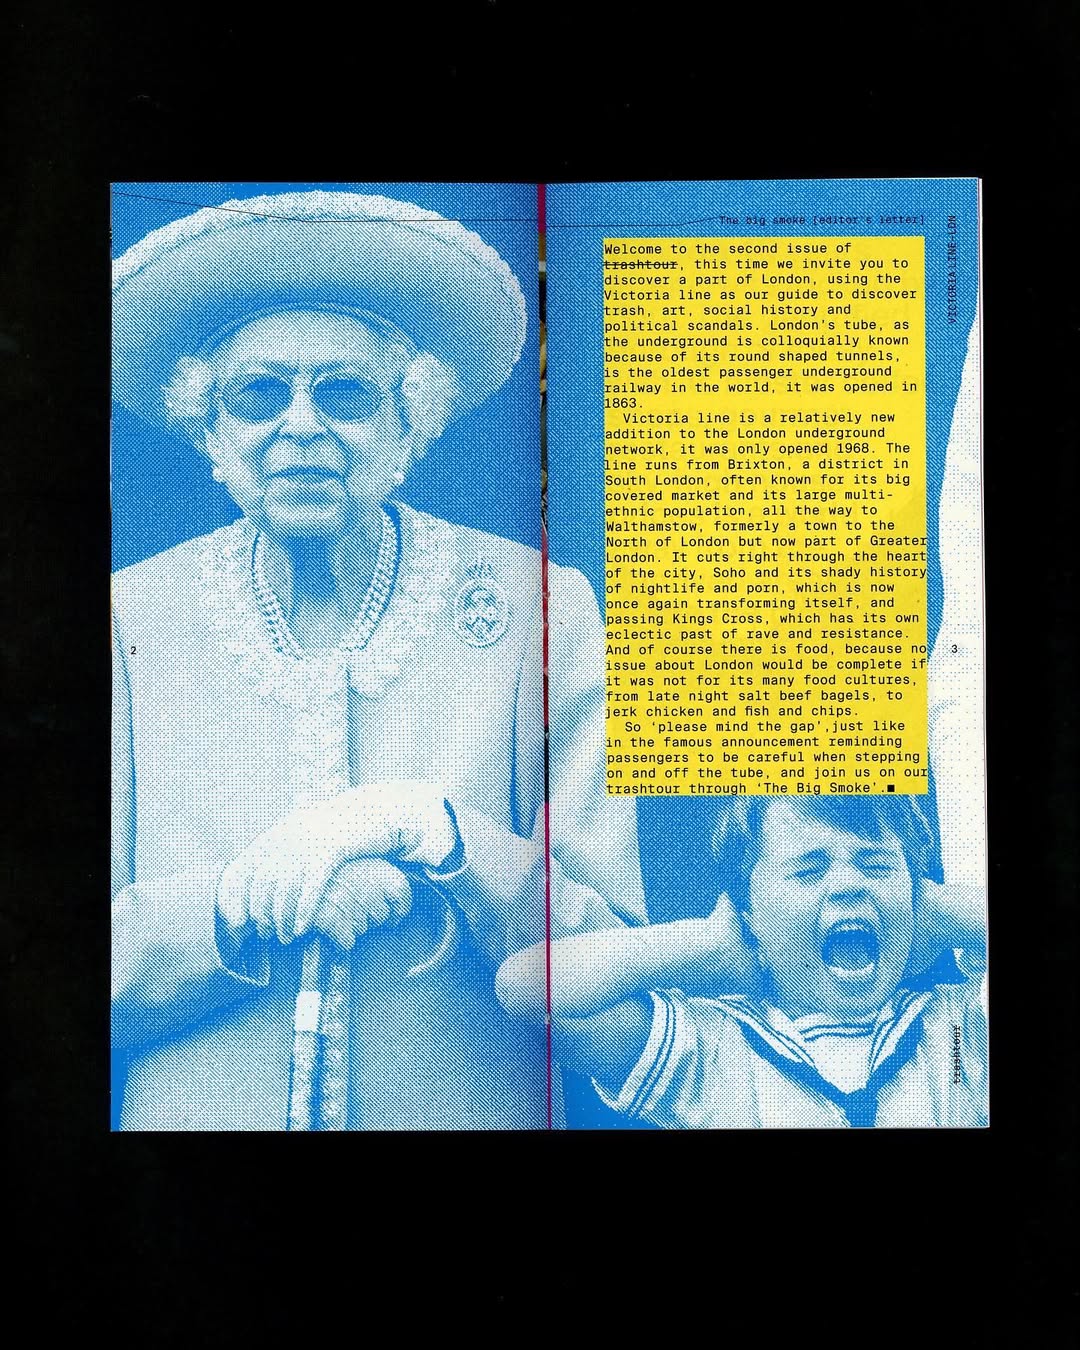 The big smoke [editor's letter]
Welcome to the second issue of
trashtour, this time we invite you to
discover a part of London, using the
Victoria line as our guide to discover
trash, art, social history and
political scandals. London's tube, as
the underground is colloquially known
because of its round shaped tunnels,
is the oldest passenger underground
railway in the world, it was opened in
1863.
Victoria line is a relatively new
addition to the London underground
network, it was only opened 1968. The
line runs from Brixton, a district in
South London, often known for its big
covered market and its large multi-
ethnic population, all the way to
Walthamstow, formerly a town to the
North of London but now part of Greater
London. It cuts right through the heart
of the city, Soho and its shady history
of nightlife and porn, which is now
once again transforming itself, and
passing Kings Cross, which has its own
eclectic past of rave and resistance.
And of course there is food, because no
issue about London would be complete if
it was not for its many food cultures,
from late night salt beef bagels, to
jerk chicken and fish and chips.
So ‘please mind the gap’,just like
in the famous announcement reminding
passengers to be careful when stepping
on and off the tube, and join us on our
trashtour through ‘The Big Smoke’.■
VICTORIA LINE-LDN
2
3
trashtour